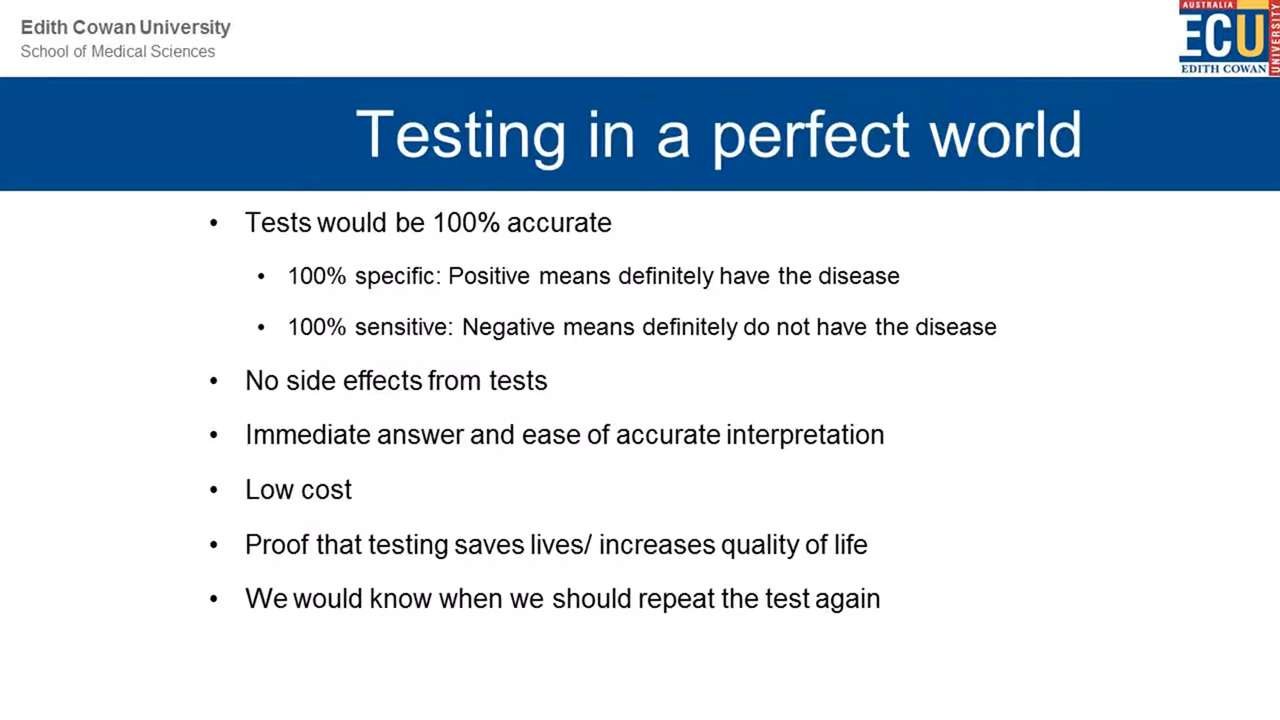 Edith Cowan University
School of Medical Sciences
AUSTRALIA
ECU
EDITH COWAN
UNIVERSITY
Testing in a perfect world
• Tests would be 100% accurate
• 100% specific: Positive means definitely have the disease
• 100% sensitive: Negative means definitely do not have the disease
• No side effects from tests
• Immediate answer and ease of accurate interpretation
• Low cost
• Proof that testing saves lives/ increases quality of life
• We would know when we should repeat the test again